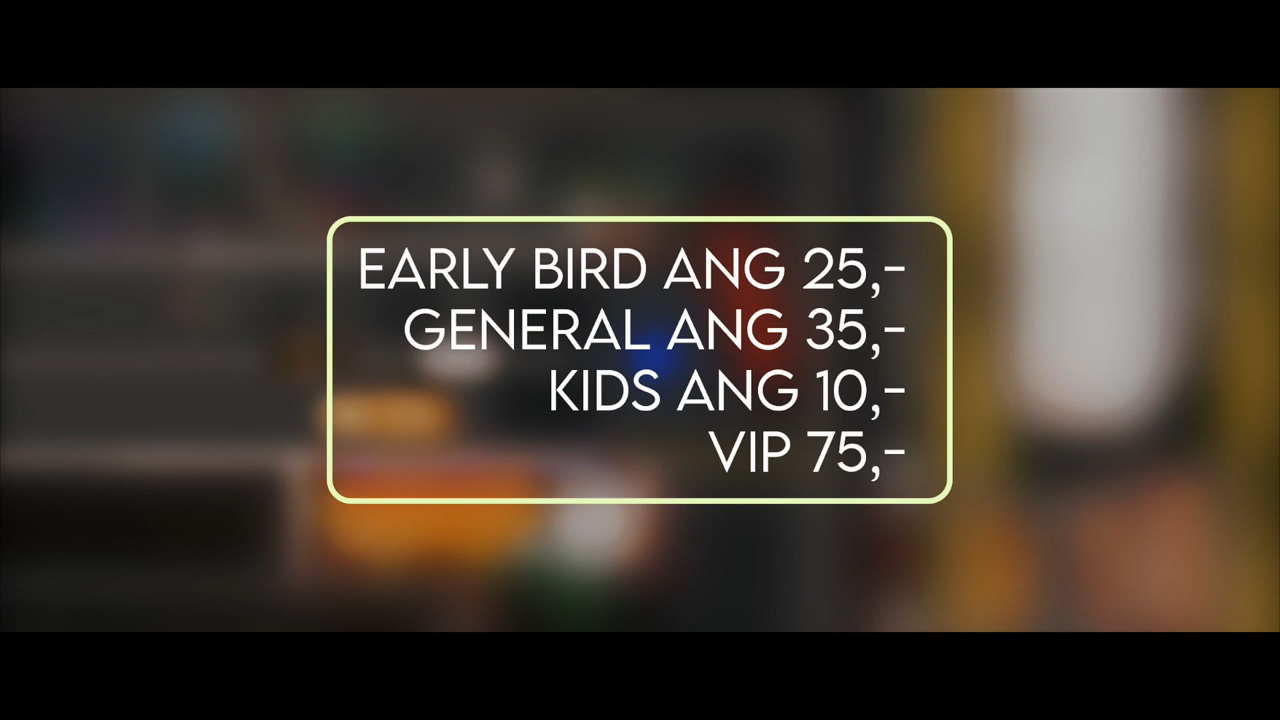 EARLY BIRD ANG 25,-
GENERAL ANG 35,-
KIDS ANG 10,-
VIP 75,-